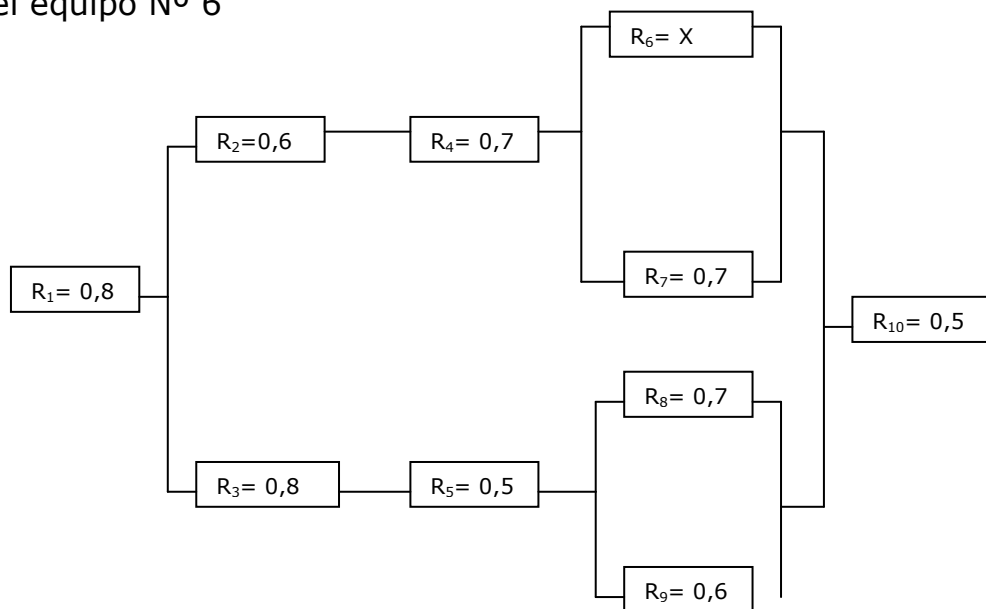 el equipo Nº 6
R₆= X
R₂=0,6
R₄= 0,7
R₇= 0,7
R₁= 0,8
R₁₀= 0,5
R₈= 0,7
R₃= 0,8
R₅= 0,5
R₉= 0,6